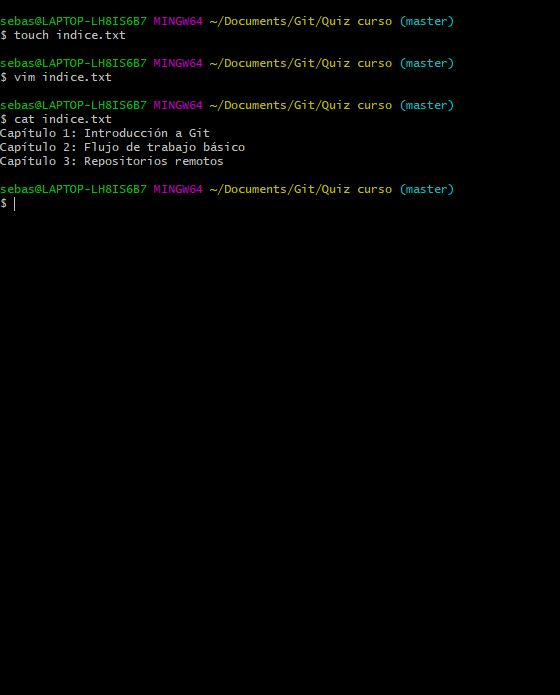 sebas@LAPTOP-LH8IS6B7 MINGW64 ~/Documents/Git/Quiz curso (master)
$ touch indice.txt
sebas@LAPTOP-LH8IS6B7 MINGW64 ~/Documents/Git/Quiz curso (master)
$ vim indice.txt
sebas@LAPTOP-LH8IS6B7 MINGW64 ~/Documents/Git/Quiz curso (master)
$ cat indice.txt
Capítulo 1: Introducción a Git
Capítulo 2: Flujo de trabajo básico
Capítulo 3: Repositorios remotos
sebas@LAPTOP-LH8IS6B7 MINGW64 ~/Documents/Git/Quiz curso (master)
$